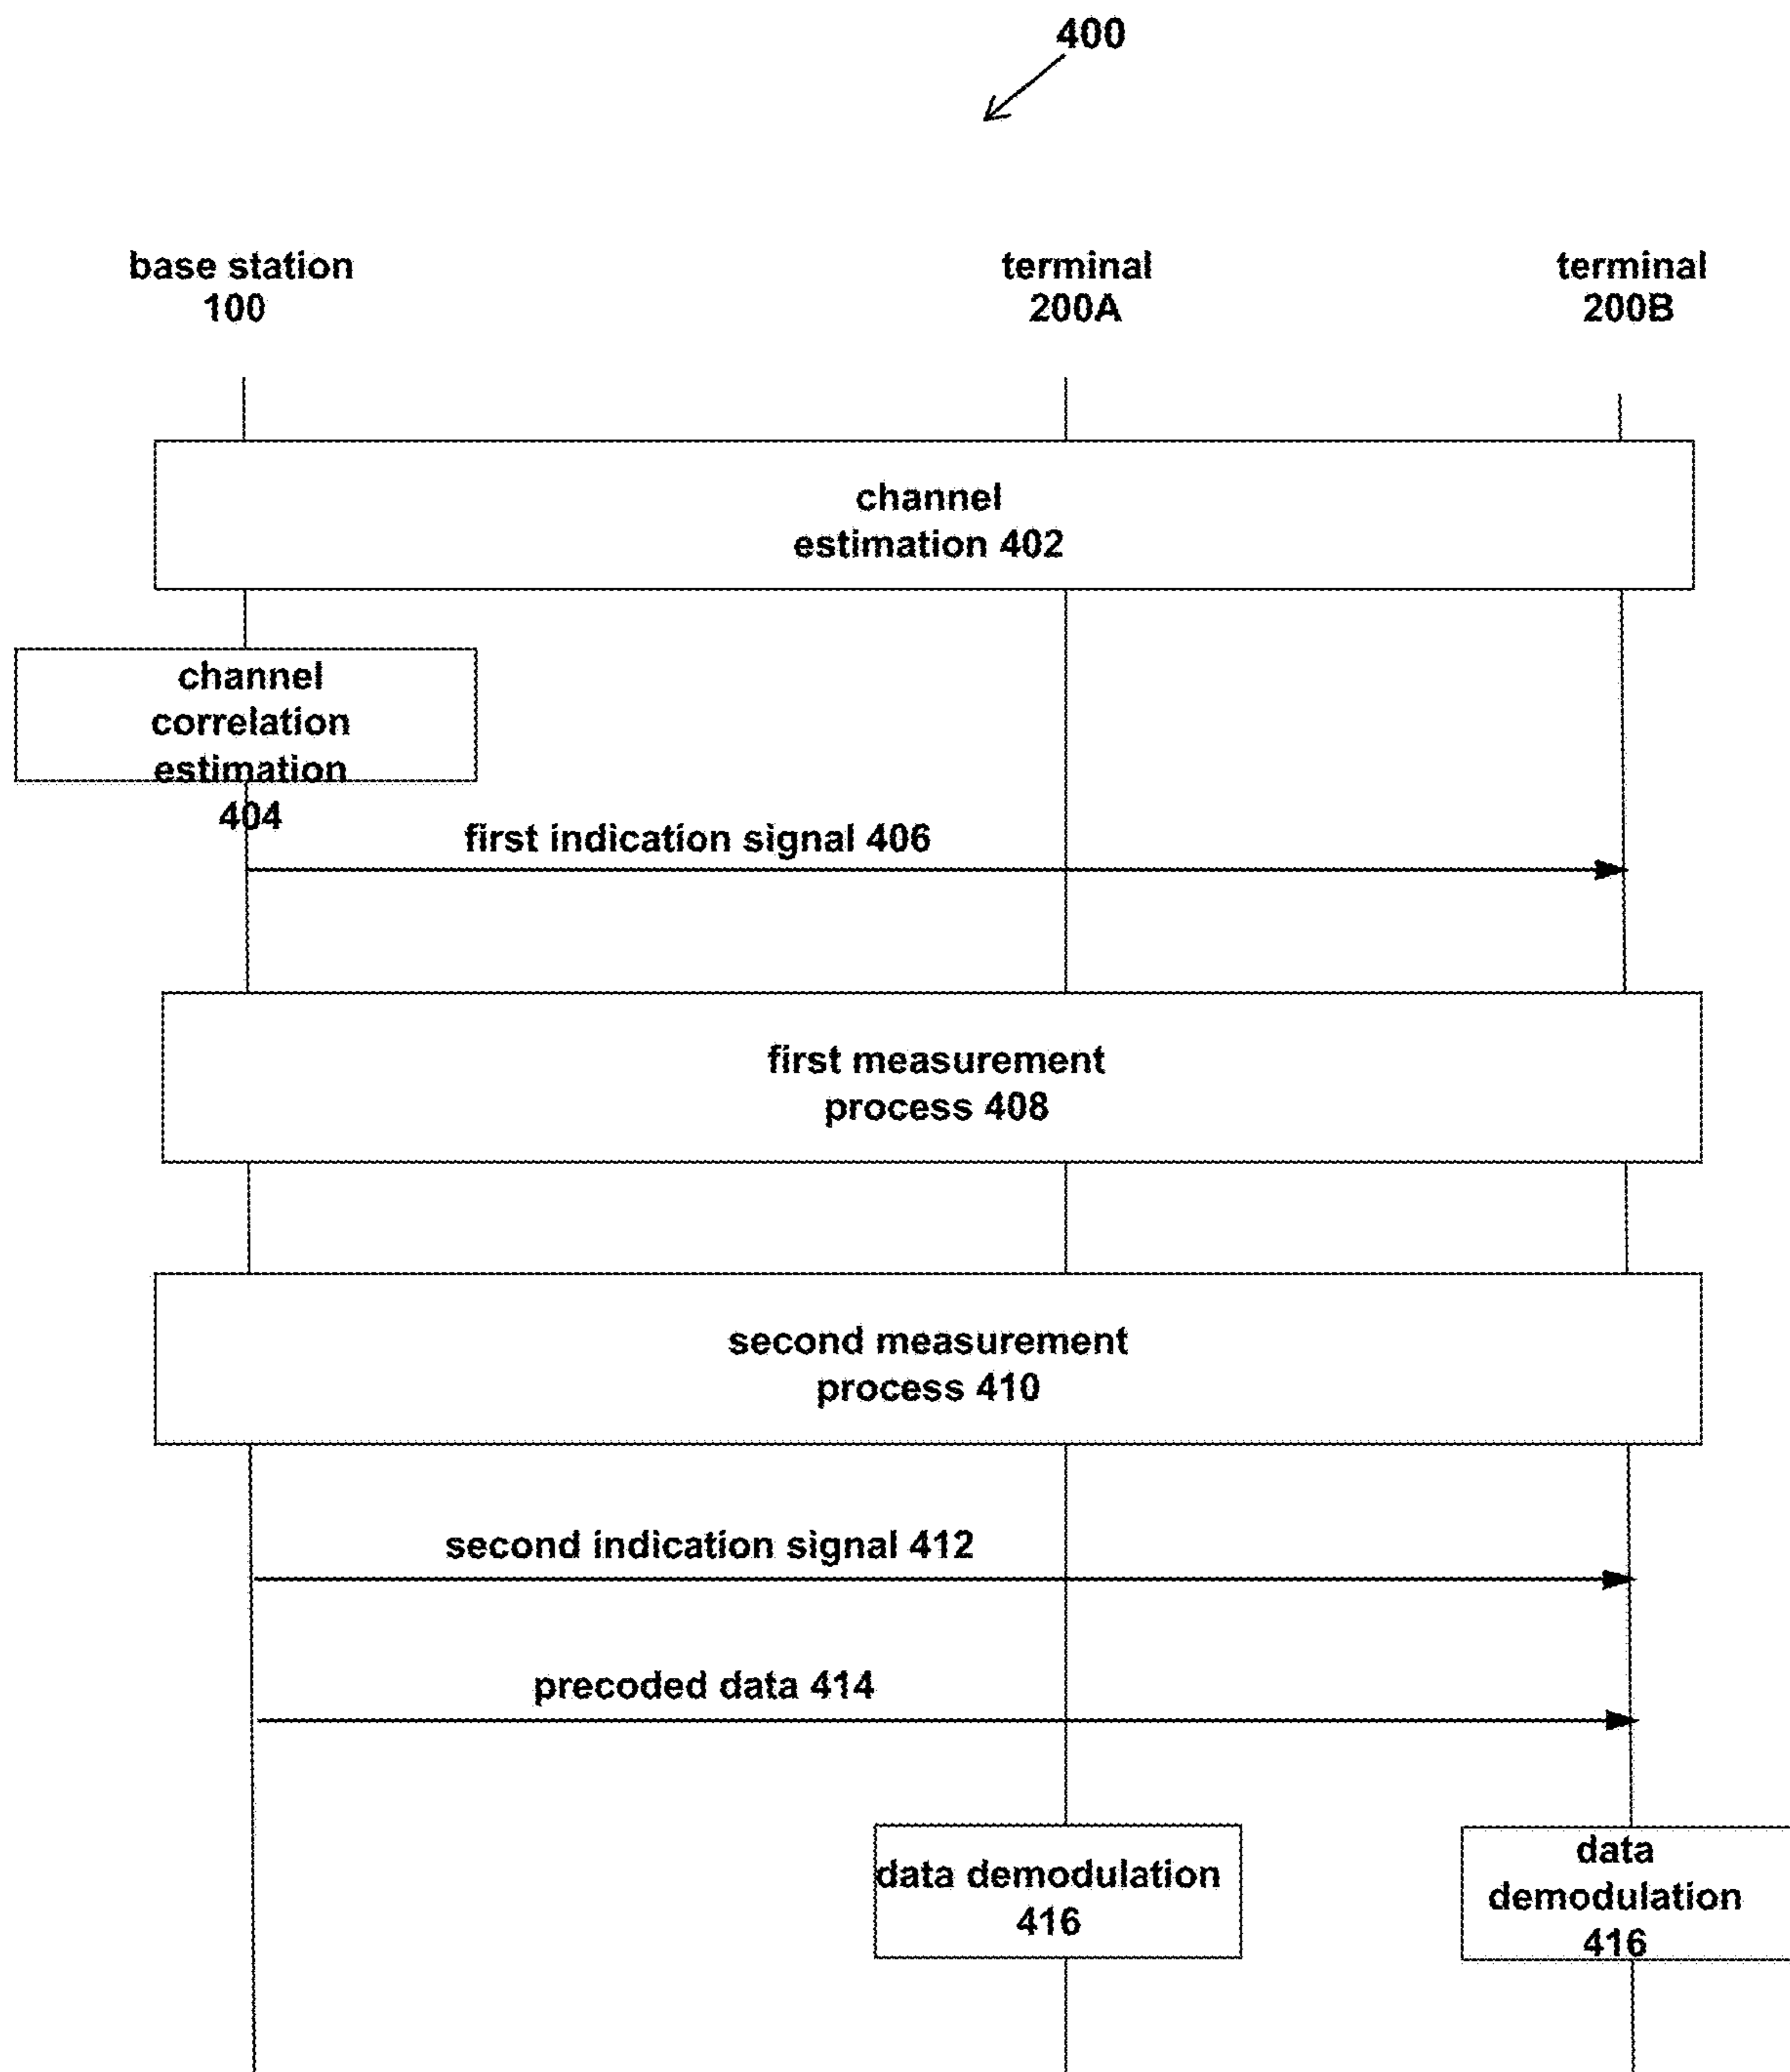 400
base station
100
terminal
200A
terminal
200B
channel
estimation 402
channel
correlation
estimation
404
first indication signal 406
first measurement
process 408
second measurement
process 410
second indication signal 412
precoded data 414
data demodulation
416
data
demodulation
416